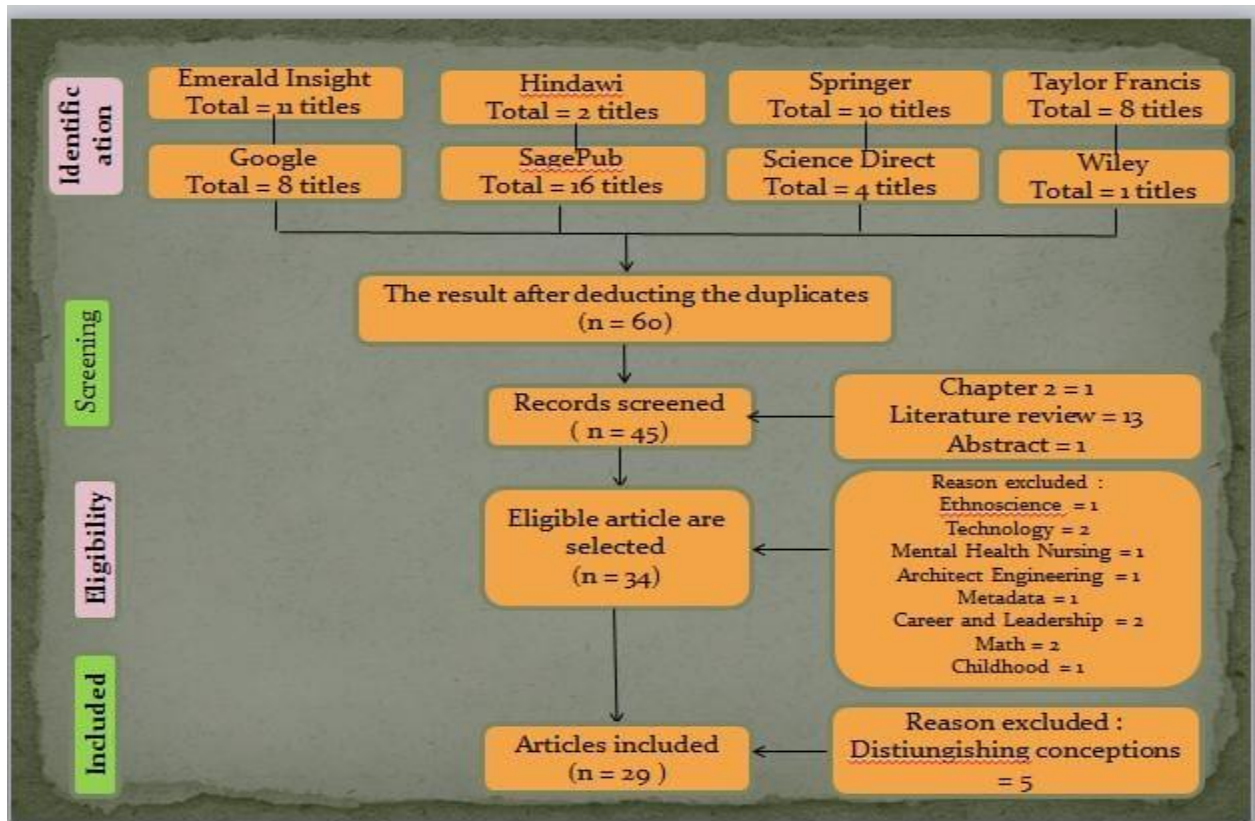 Identific
ation
Emerald Insight
Total = 11 titles
Hindawi
Total = 2 titles
Springer
Total = 10 titles
Taylor Francis
Total = 8 titles
Google
Total = 8 titles
SagePub
Total = 16 titles
Science Direct
Total = 4 titles
Wiley
Total = 1 titles
Screening
The result after deducting the duplicates
(n = 60)
Records screened
( n = 45)
Chapter 2 = 1
Literature review = 13
Abstract = 1
Eligibility
Eligible article are
selected
(n = 34)
Reason excluded :
Ethnoscience = 1
Technology = 2
Mental Health Nursing = 1
Architect Engineering = 1
Metadata = 1
Career and Leadership = 2
Math = 2
Childhood = 1
Included
Articles included
(n = 29 )
Reason excluded :
Distiungishing conceptions
= 5